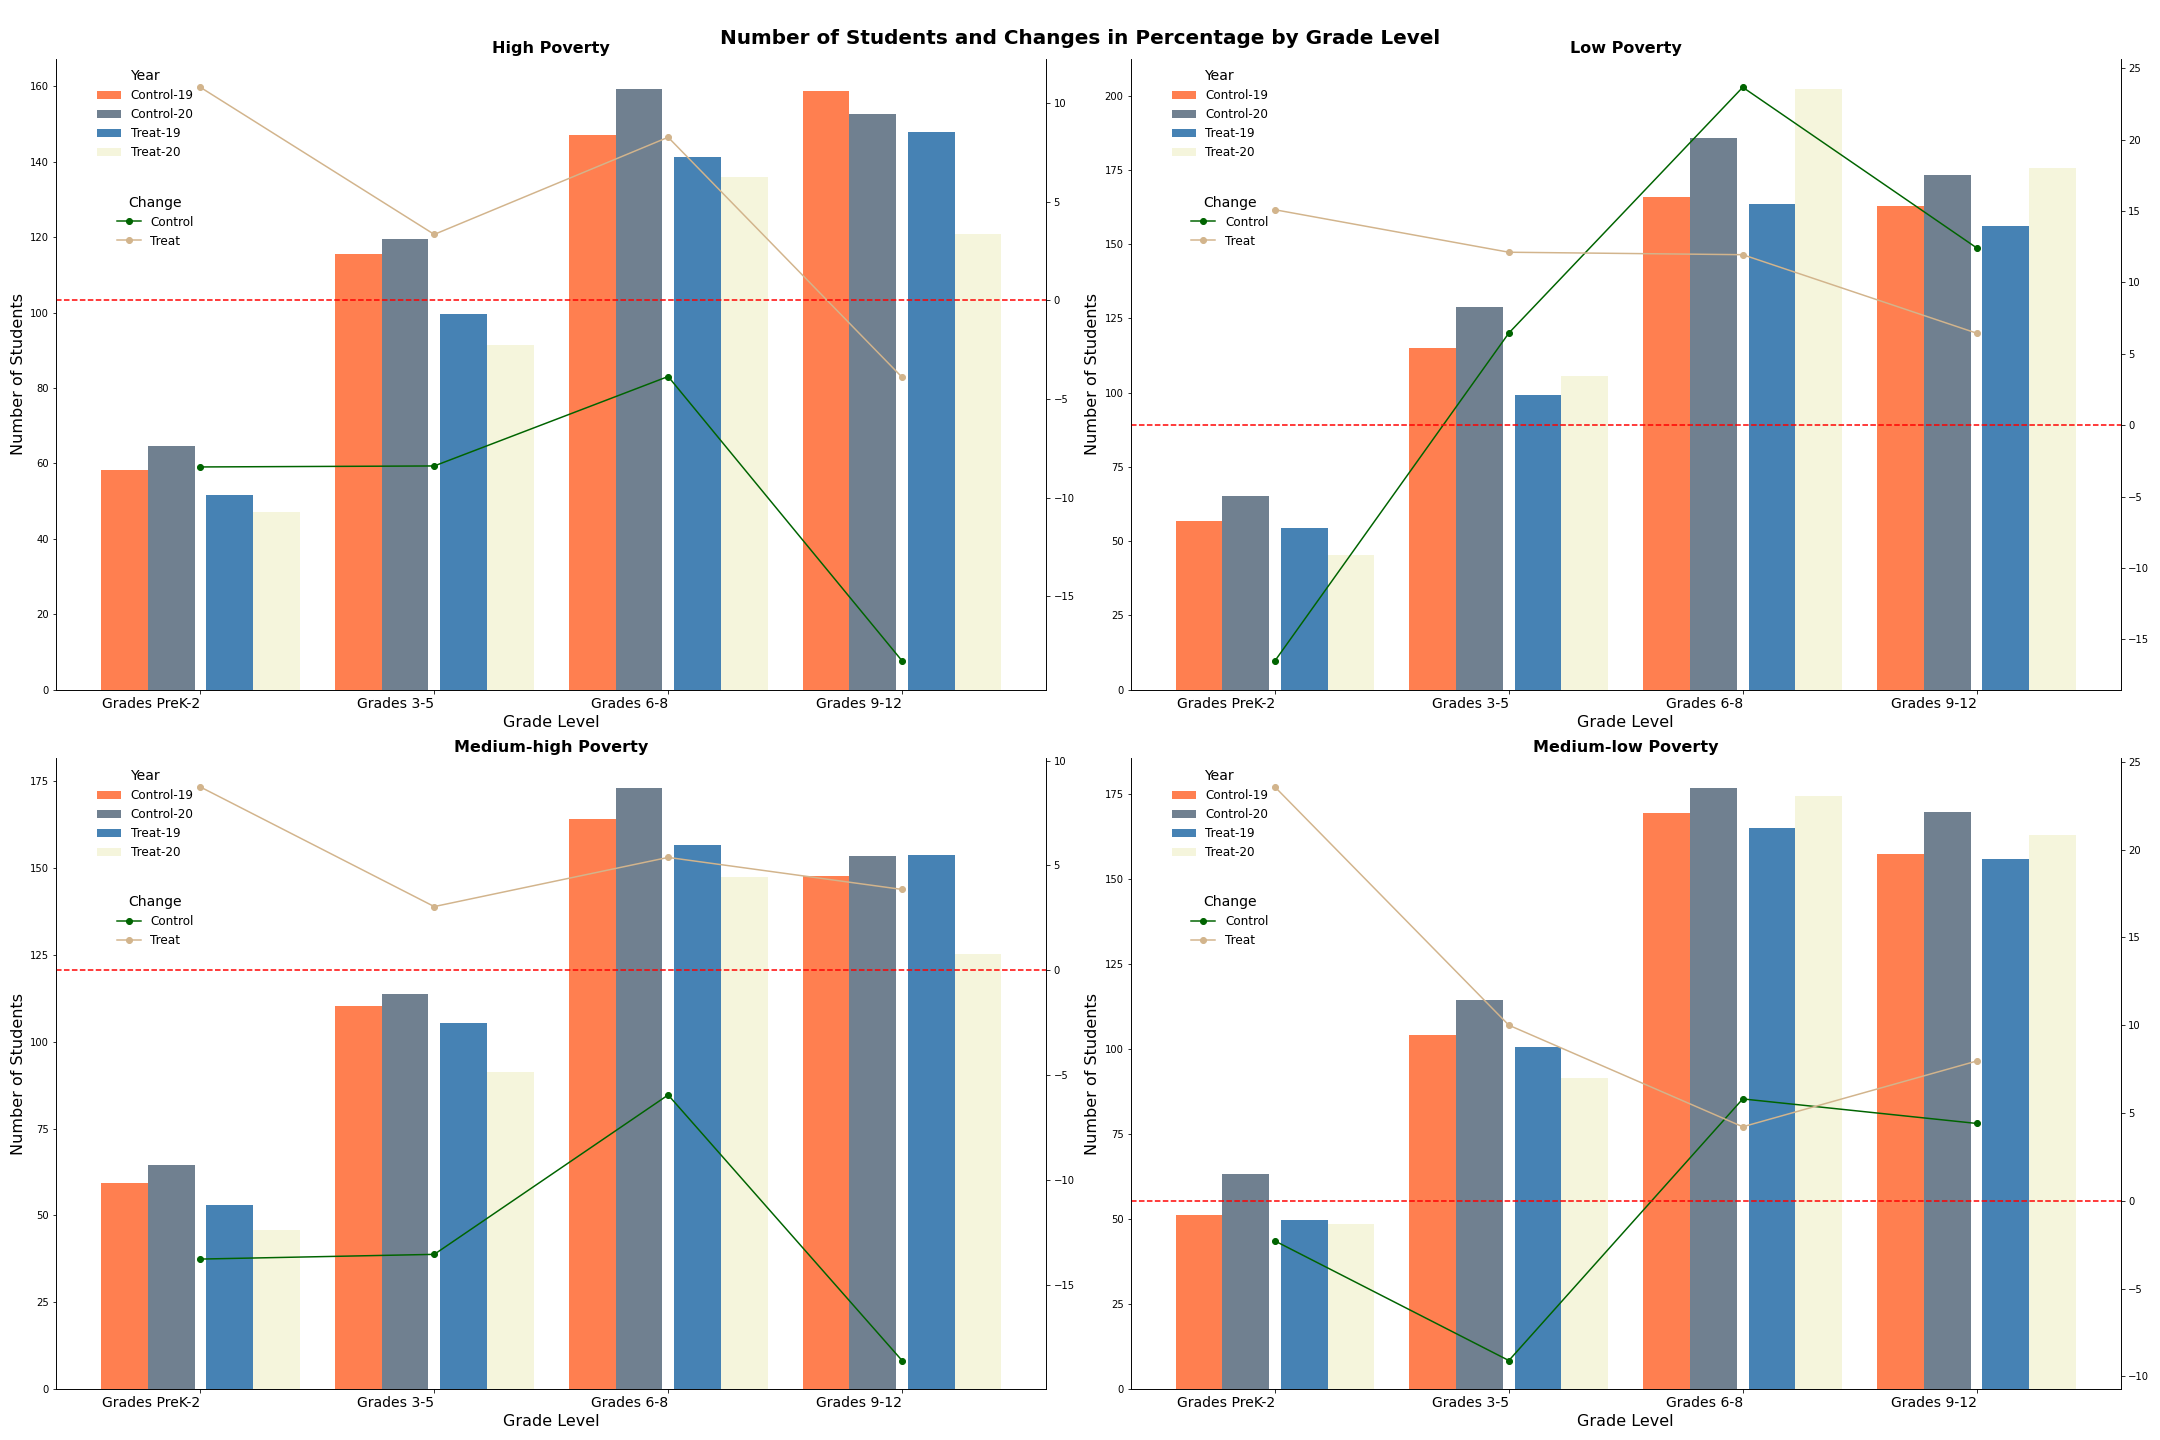 Number of Students and Changes in Percentage by Grade Level
High Poverty
Year
Control-19
Control-20
Treat-19
Treat-20
Change
Control
Treat
Number of Students
160
140
120
100
80
60
40
20
0
10
5
0
−5
−10
−15
Grades PreK-2
Grades 3-5
Grades 6-8
Grades 9-12
Grade Level
Low Poverty
Year
Control-19
Control-20
Treat-19
Treat-20
Change
Control
Treat
Number of Students
200
175
150
125
100
75
50
25
0
25
20
15
10
5
0
−5
−10
−15
Grades PreK-2
Grades 3-5
Grades 6-8
Grades 9-12
Grade Level
Medium-high Poverty
Year
Control-19
Control-20
Treat-19
Treat-20
Change
Control
Treat
Number of Students
175
150
125
100
75
50
25
0
10
5
0
−5
−10
−15
Grades PreK-2
Grades 3-5
Grades 6-8
Grades 9-12
Grade Level
Medium-low Poverty
Year
Control-19
Control-20
Treat-19
Treat-20
Change
Control
Treat
Number of Students
175
150
125
100
75
50
25
0
25
20
15
10
5
0
−5
−10
Grades PreK-2
Grades 3-5
Grades 6-8
Grades 9-12
Grade Level